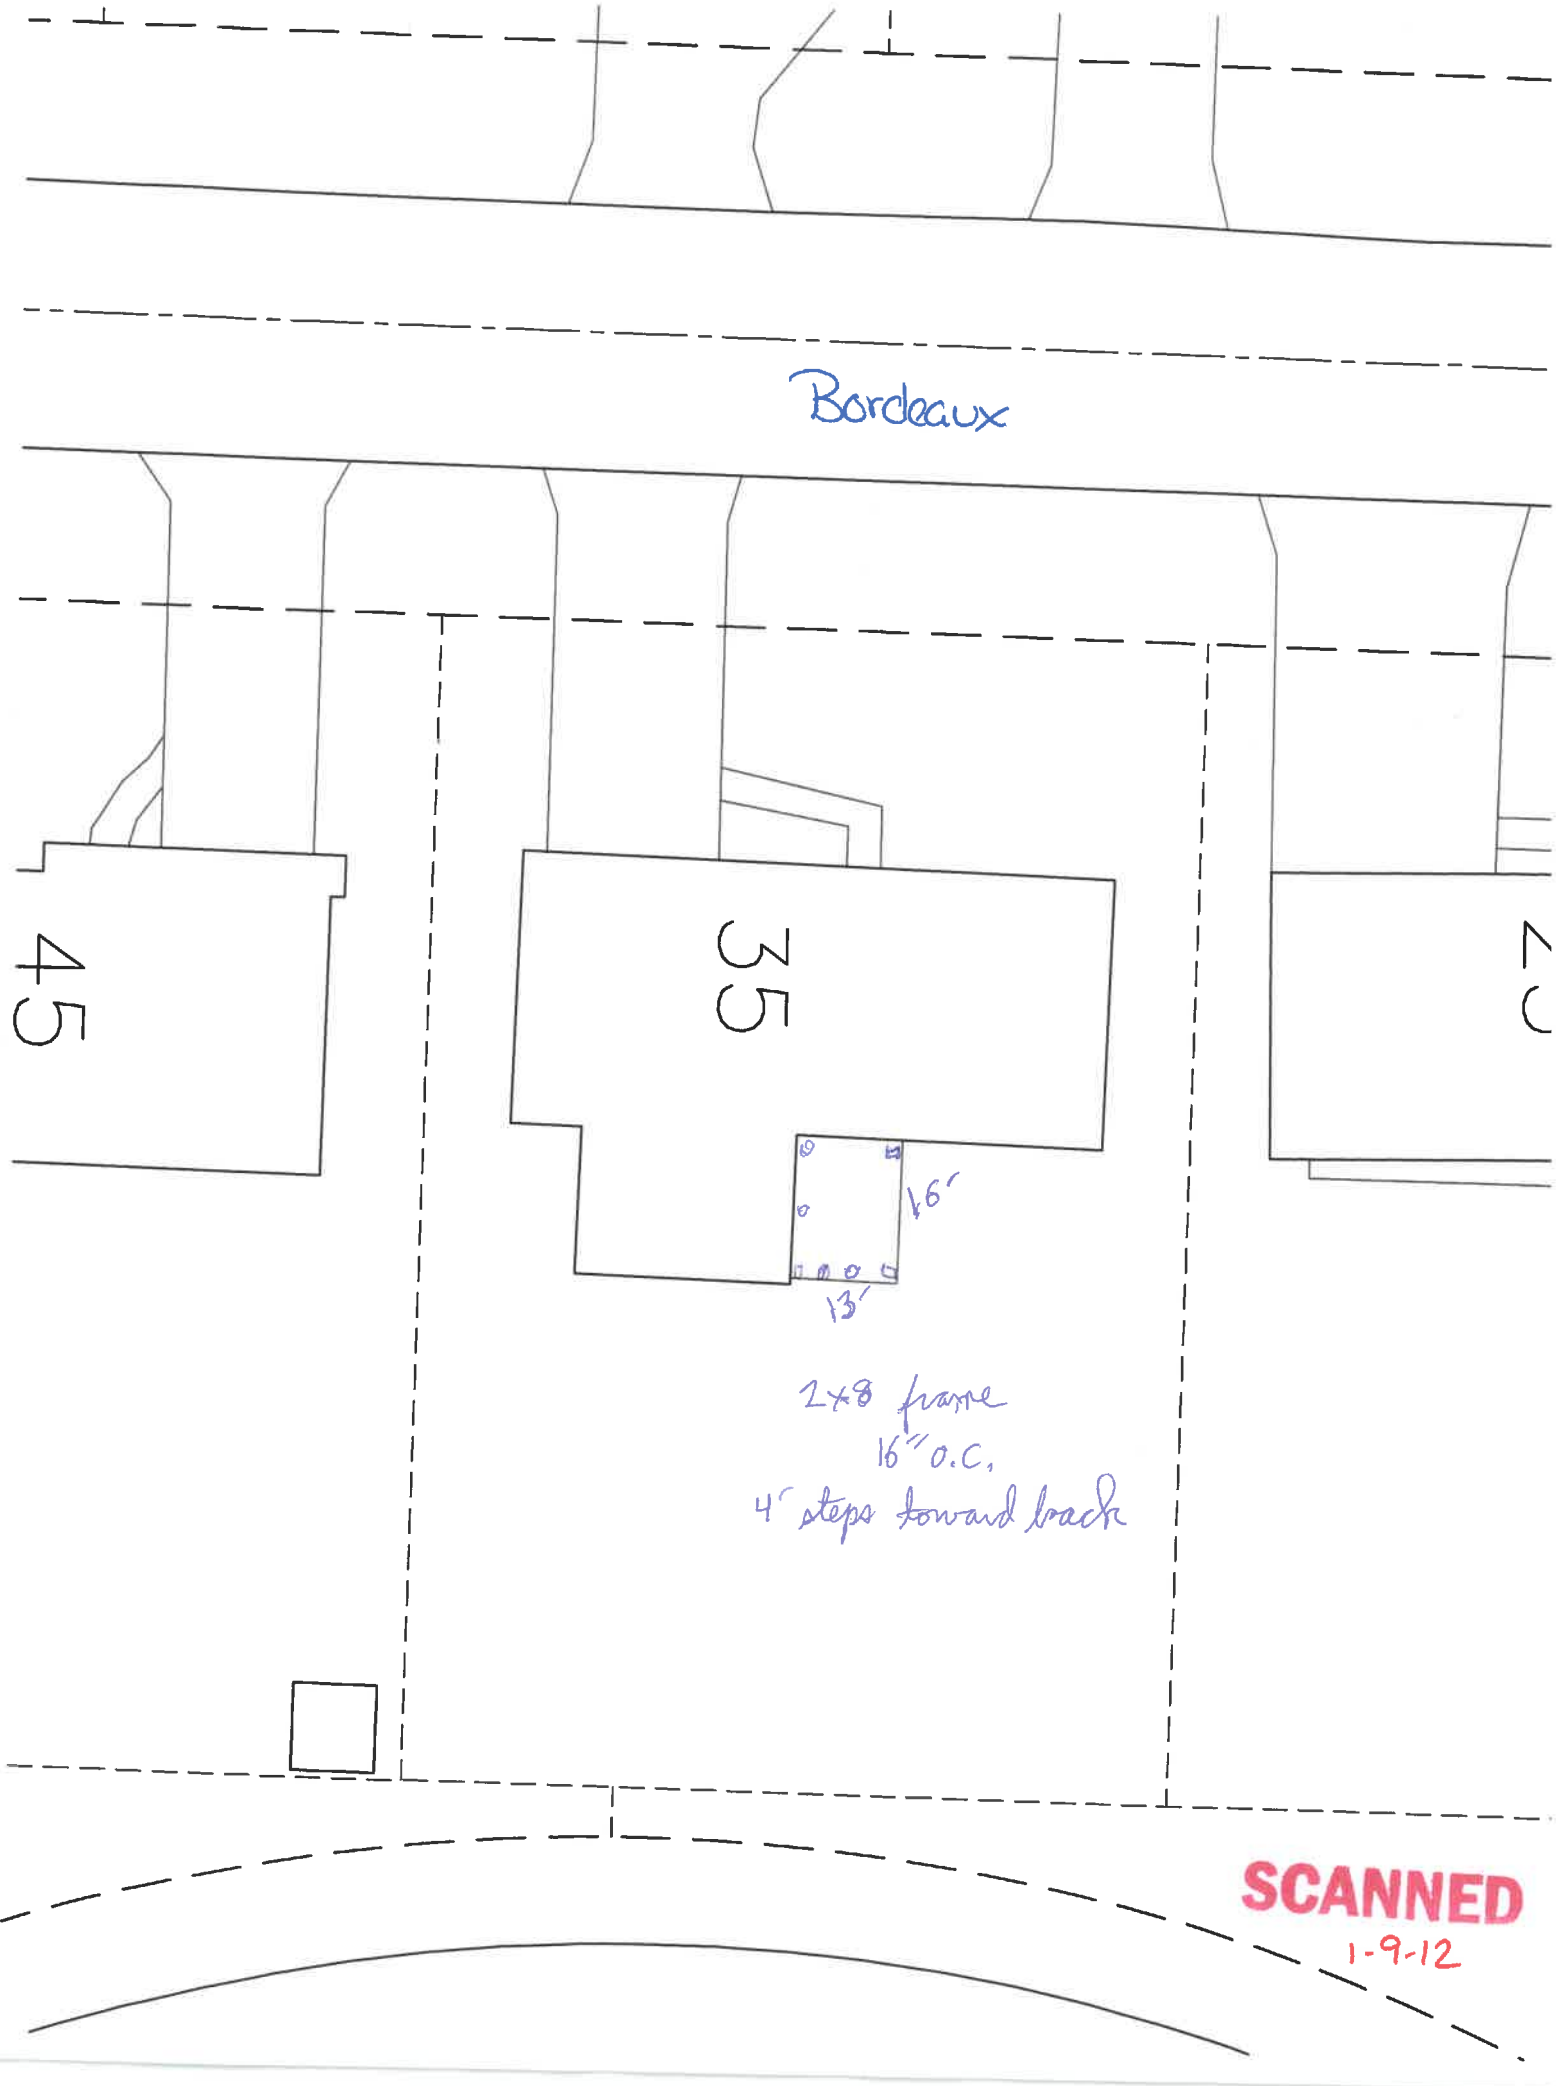 Bordeaux
45
35
16'
13'
2x8 frame
16" O.C.
4' steps toward back
SCANNED
1-9-12